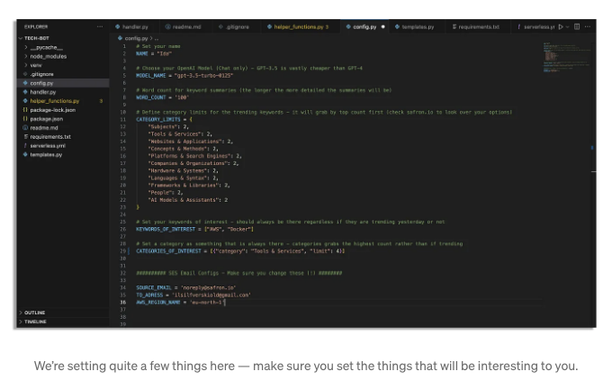 EXPLORER
handler.py
readme.md
.gitignore
helper_functions.py 3
config.py
templates.py
requirements.txt
serverless
TECH-BOT
config.py > ...
__pycache__
node_modules
venv
.gitignore
config.py
handler.py
helper_functions.py 3
package-lock.json
package.json
readme.md
requirements.txt
serverless.yml
templates.py
1 # Set your name
2 NAME =
3
4 # Choose your OpenAI Model (Chat only) – GPT-3.5 is vastly cheaper than GPT-4
5 MODEL_NAME = "gpt-3.5-turbo-0125"
6
7 # Word count for keyword summaries (the longer the more detailed the summaries will be)
8 WORD_COUNT = '100'
9
10 # Define category limits for the trending keywords – it will grab by top count first (check safron.io to look over your options)
11 CATEGORY_LIMITS = {
12 "Subjects": 2,
13 "Tools & Services": 2,
14 "Websites & Applications": 2,
15 "Concepts & Methods": 2,
16 "Platforms & Search Engines": 2,
17 "Companies & Organizations": 2,
18 "Hardware & Systems": 2,
19 "Languages & Syntax": 2,
20 "Frameworks & Libraries": 2,
21 "People": 2,
22 "AI Models & Assistants": 2
23 }
24
25 # Set your keywords of interest – should always be there regardless if they are trending yesterday or not
26 KEYWORDS_OF_INTEREST = ["AWS", "Docker"]
27
28 # Set a category as something that is always there – categories grabs the highest count rather than if trending
29 CATEGORIES_OF_INTEREST = [{"category": "Tools & Services", "limit": 4}]
30
31
32 ########## SES Email Configs – Make sure you change these !!! ########
33
34 SOURCE_EMAIL = 'noreply@safron.io'
35 TO_ADRESS = 'ilsilfverskiold@gmail.com'
36 AWS_REGION_NAME = 'eu-north-1'
37
38
39
OUTLINE
TIMELINE
We're setting quite a few things here — make sure you set the things that will be interesting to you.